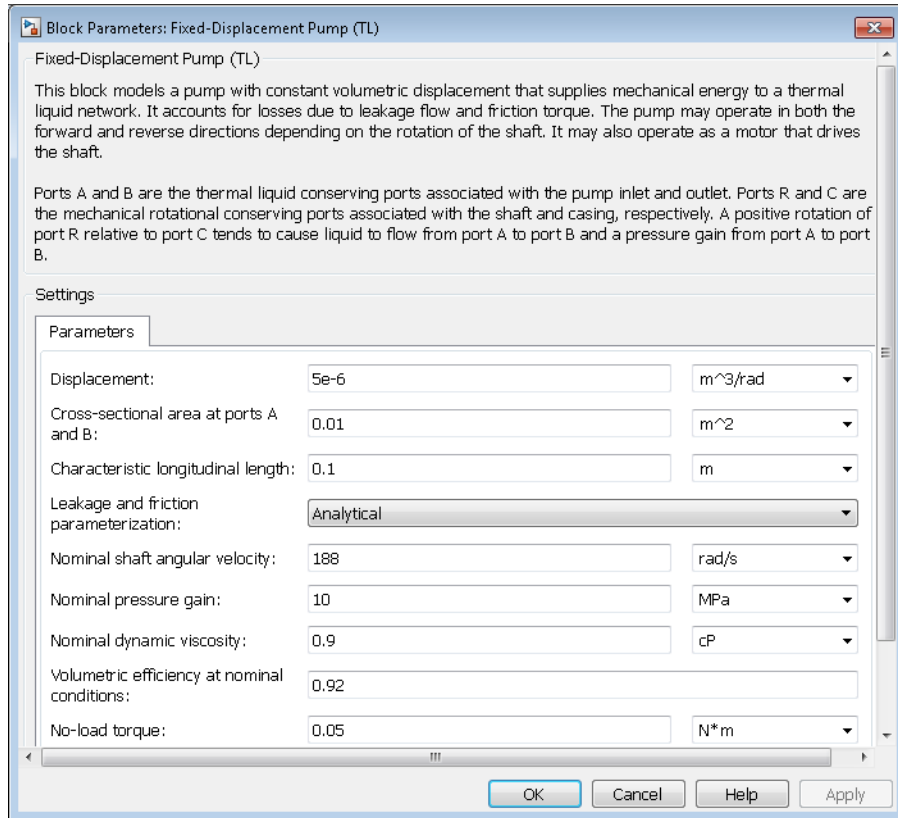 Block Parameters: Fixed-Displacement Pump (TL)
Fixed-Displacement Pump (TL)
This block models a pump with constant volumetric displacement that supplies mechanical energy to a thermal
liquid network. It accounts for losses due to leakage flow and friction torque. The pump may operate in both the
forward and reverse directions depending on the rotation of the shaft. It may also operate as a motor that drives
the shaft.
Ports A and B are the thermal liquid conserving ports associated with the pump inlet and outlet. Ports R and C are
the mechanical rotational conserving ports associated with the shaft and casing, respectively. A positive rotation of
port R relative to port C tends to cause liquid to flow from port A to port B and a pressure gain from port A to port
B.
Settings
Parameters
Displacement: 5e-6 m^3/rad
Cross-sectional area at ports A
and B: 0.01 m^2
Characteristic longitudinal length: 0.1 m
Leakage and friction
parameterization: Analytical
Nominal shaft angular velocity: 188 rad/s
Nominal pressure gain: 10 MPa
Nominal dynamic viscosity: 0.9 cP
Volumetric efficiency at nominal
conditions: 0.92
No-load torque: 0.05 N*m
OK Cancel Help Apply